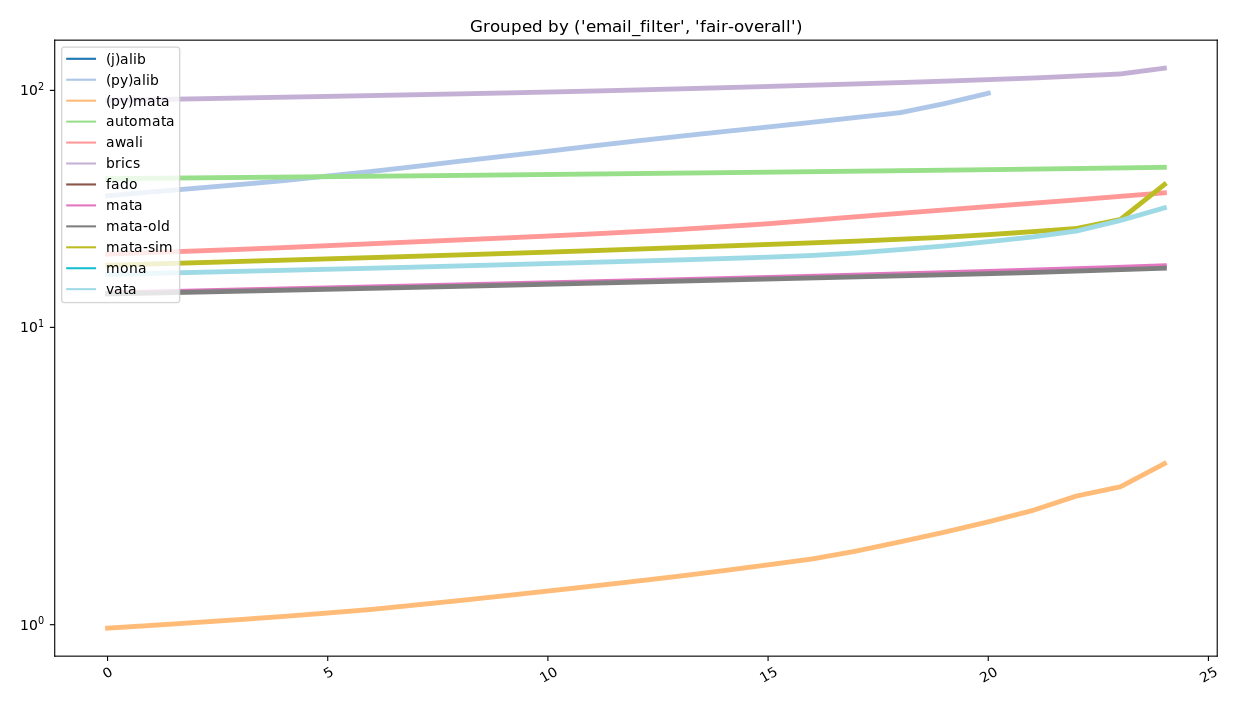 Grouped by ('email_filter', 'fair-overall')
(j)alib
(py)alib
(py)mata
automata
awali
brics
fado
mata
mata-old
mata-sim
mona
vata
10²
10¹
10⁰
0
5
10
15
20
25